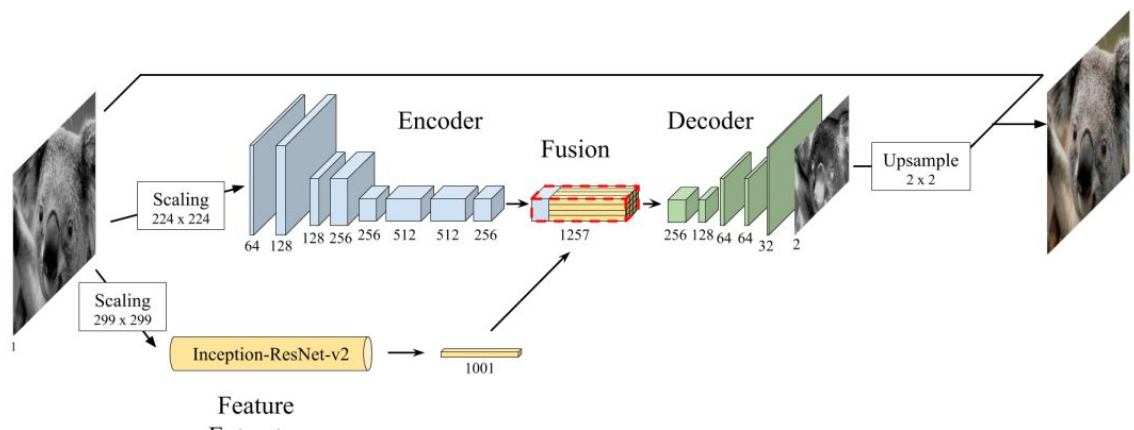 Encoder
Decoder
Fusion
Scaling
224 x 224
Upsample
2 x 2
64 128 128 256 256 512 512 256
1257
256 128 64 64 32 2
Scaling
299 x 299
1
Inception-ResNet-v2
1001
Feature